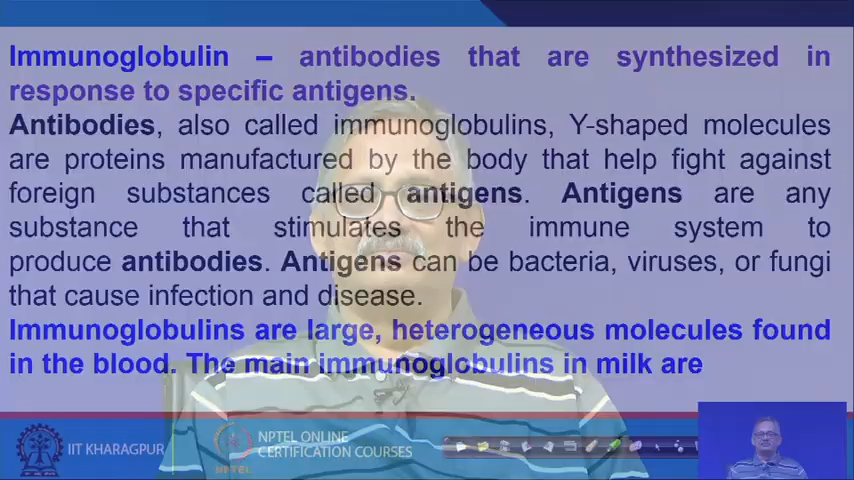 Immunoglobulin – antibodies that are synthesized in
response to specific antigens.
Antibodies, also called immunoglobulins, Y-shaped molecules
are proteins manufactured by the body that help fight against
foreign substances called antigens. Antigens are any
substance that stimulates the immune system to
produce antibodies. Antigens can be bacteria, viruses, or fungi
that cause infection and disease.
Immunoglobulins are large, heterogeneous molecules found
in the blood. The main immunoglobulins in milk are
IIT KHARAGPUR
NPTEL
NPTEL ONLINE
CERTIFICATION COURSES